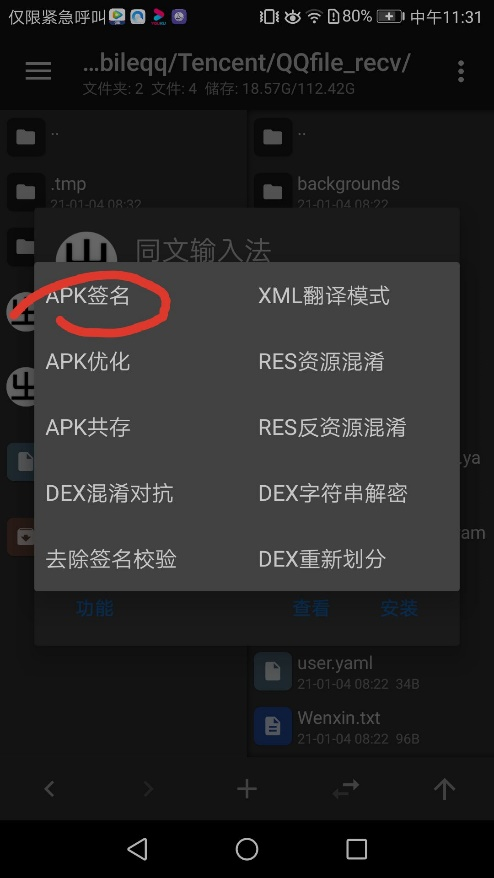 仅限紧急呼叫 80% 中午11:31
...bileqq/Tencent/QQfile_recv/
文件夹: 2 文件: 4 储存: 18.57G/112.42G
..
..
.tmp
21-01-04 08:32
backgrounds
21-01-04 08:22
同文输入法
APK签名
XML翻译模式
APK优化
RES资源混淆
APK共存
RES反资源混淆
.ya
DEX混淆对抗
DEX字符串解密
am
去除签名校验
DEX重新划分
功能
查看
安装
user.yaml
21-01-04 08:22 34B
Wenxin.txt
21-01-04 08:22 96B